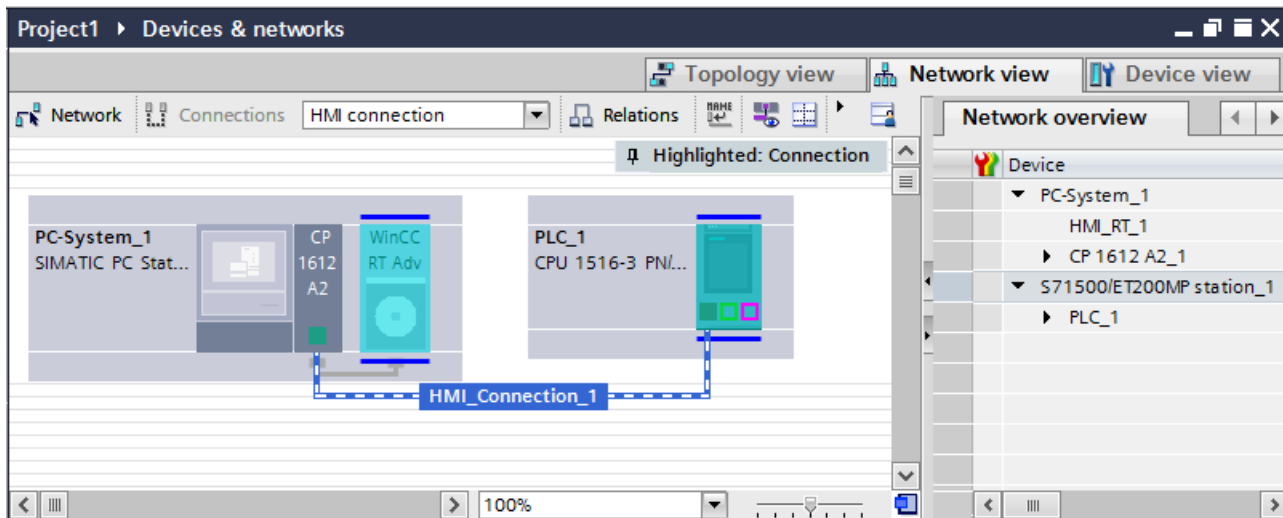 Project1 ▸ Devices & networks
Topology view
Network view
Device view
Network
Connections
HMI connection
Relations
NAME
Network overview
Highlighted: Connection
Device
PC-System_1
SIMATIC PC Stat...
CP
1612
A2
WinCC
RT Adv
PLC_1
CPU 1516-3 PN/...
HMI_Connection_1
PC-System_1
HMI_RT_1
CP 1612 A2_1
S71500/ET200MP station_1
PLC_1
100%